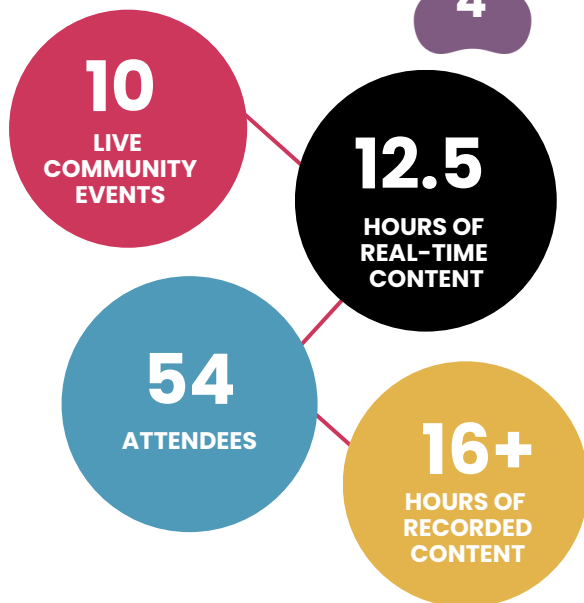 4
10
LIVE
COMMUNITY
EVENTS
12.5
HOURS OF
REAL-TIME
CONTENT
54
ATTENDEES
16+
HOURS OF
RECORDED
CONTENT